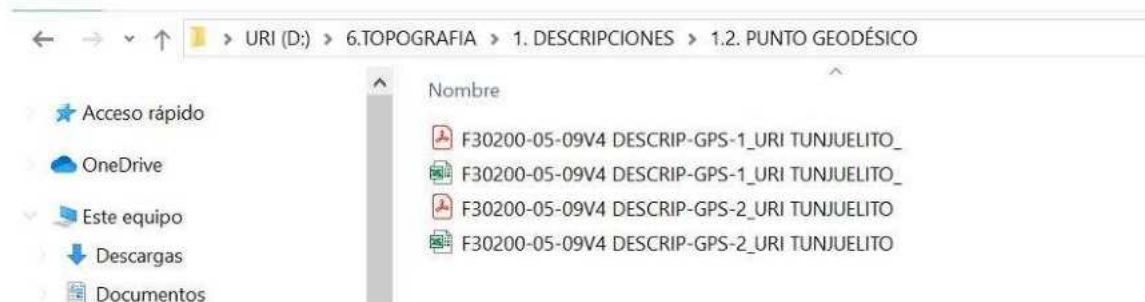 URI (D:) > 6.TOPOGRAFIA > 1. DESCRIPCIONES > 1.2. PUNTO GEODÉSICO
Acceso rápido
OneDrive
Este equipo
Descargas
Documentos
Nombre
F30200-05-09V4 DESCRIP-GPS-1_URI TUNJUELITO_
F30200-05-09V4 DESCRIP-GPS-1_URI TUNJUELITO_
F30200-05-09V4 DESCRIP-GPS-2_URI TUNJUELITO
F30200-05-09V4 DESCRIP-GPS-2_URI TUNJUELITO